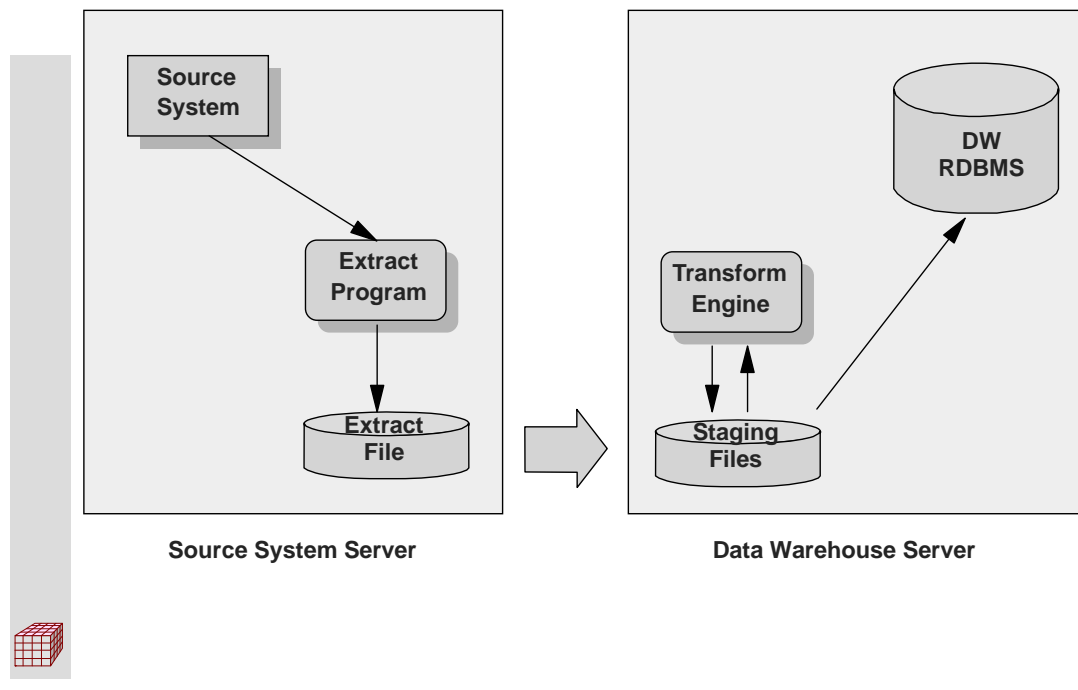 Source
System
Extract
Program
Extract
File
Source System Server
DW
RDBMS
Transform
Engine
Staging
Files
Data Warehouse Server